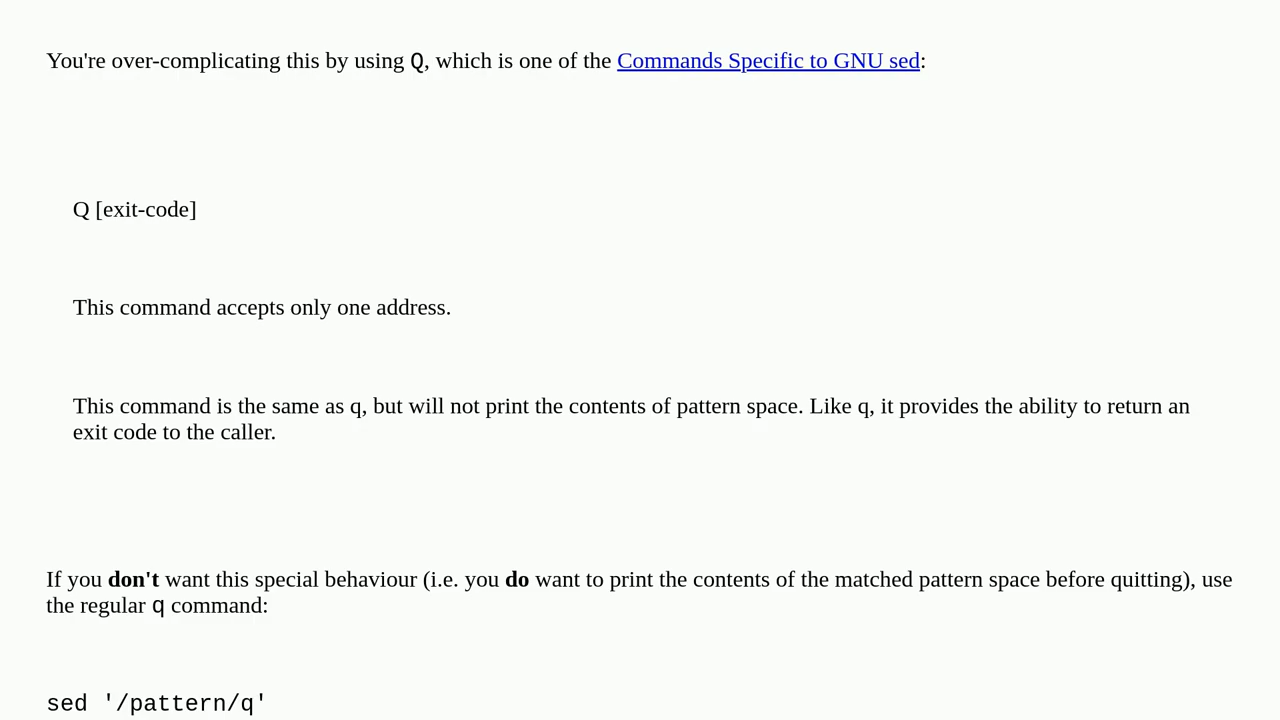 You're over-complicating this by using Q, which is one of the Commands Specific to GNU sed:
Q [exit-code]
This command accepts only one address.
This command is the same as q, but will not print the contents of pattern space. Like q, it provides the ability to return an
exit code to the caller.
If you don't want this special behaviour (i.e. you do want to print the contents of the matched pattern space before quitting), use
the regular q command:
sed '/pattern/q'